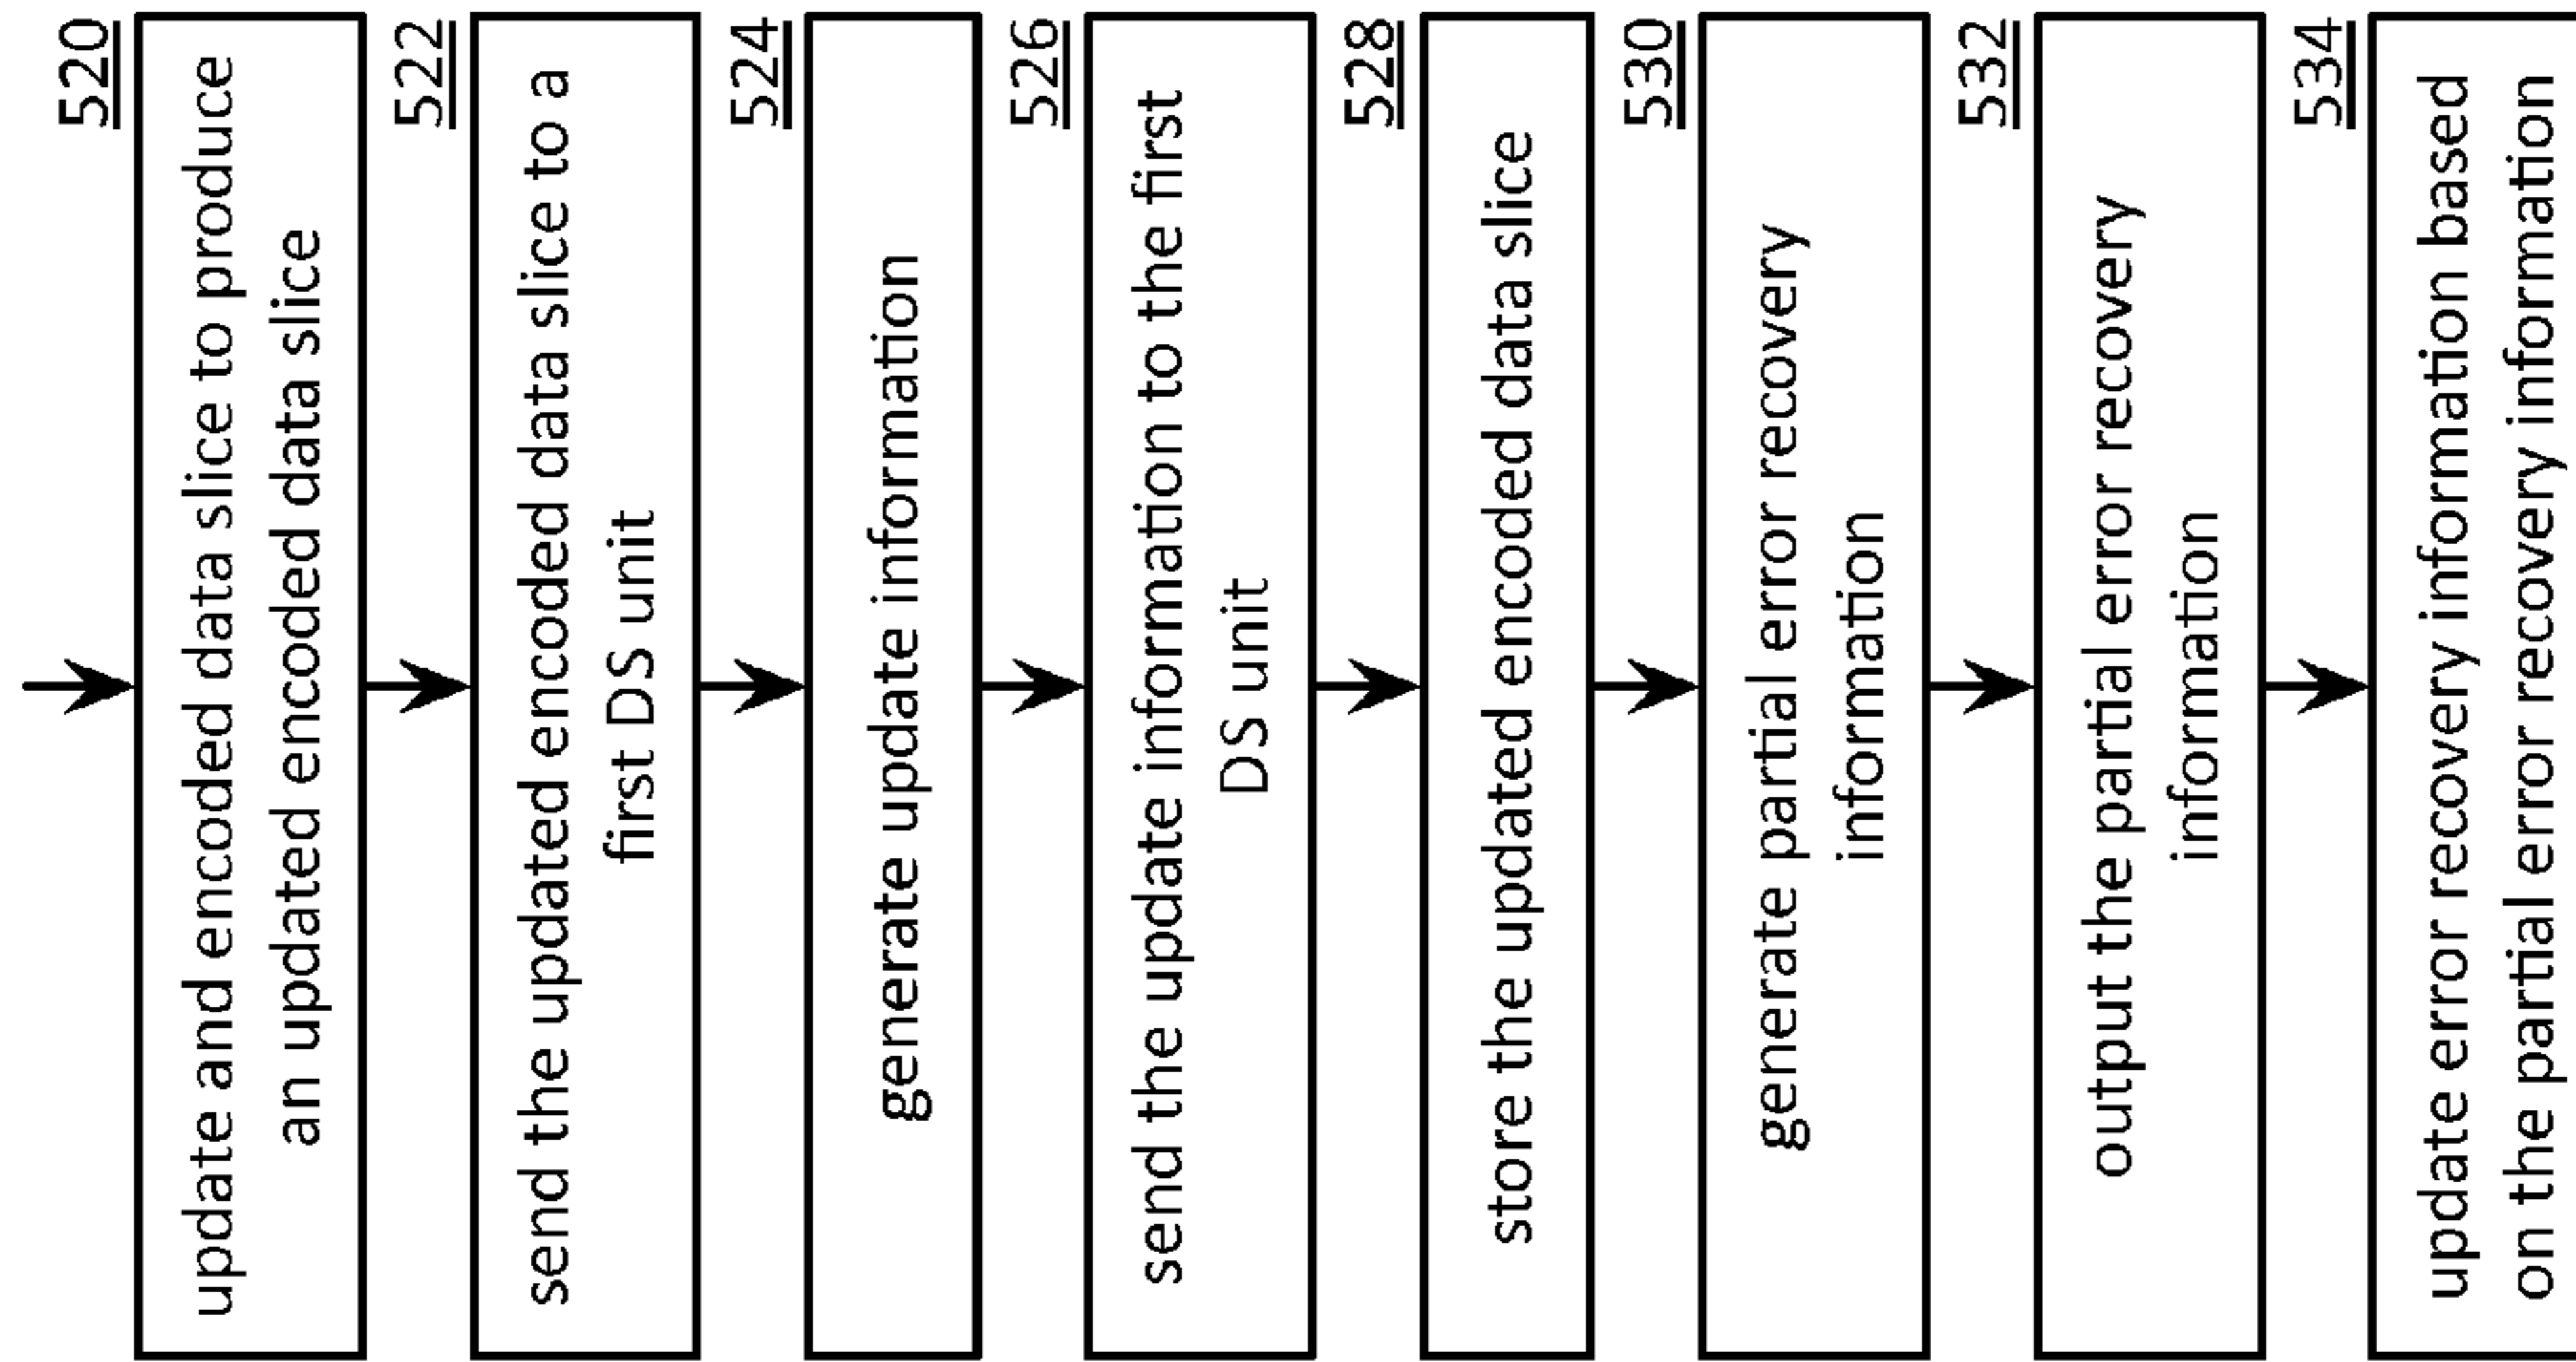 520
update and encoded data slice to produce
an updated encoded data slice
522
send the updated encoded data slice to a
first DS unit
524
generate update information
526
send the update information to the first
DS unit
528
store the updated encoded data slice
530
generate partial error recovery
information
532
output the partial error recovery
information
534
update error recovery information based
on the partial error recovery information